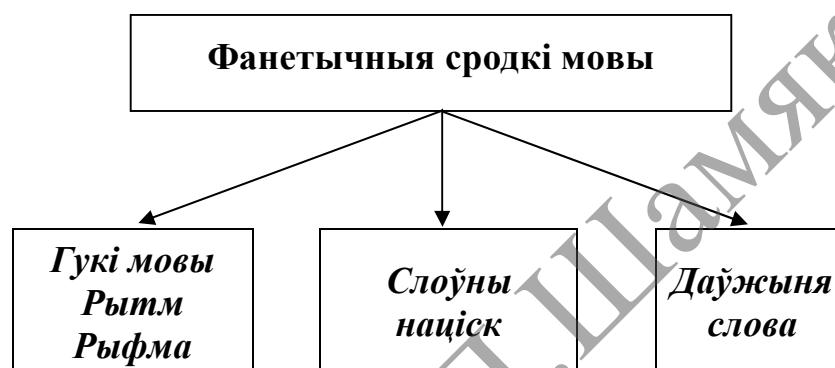 Фанетычныя сродкі мовы
Гукі мовы
Рытм
Рыфма
Слоўны
націск
Даўжыня
слова